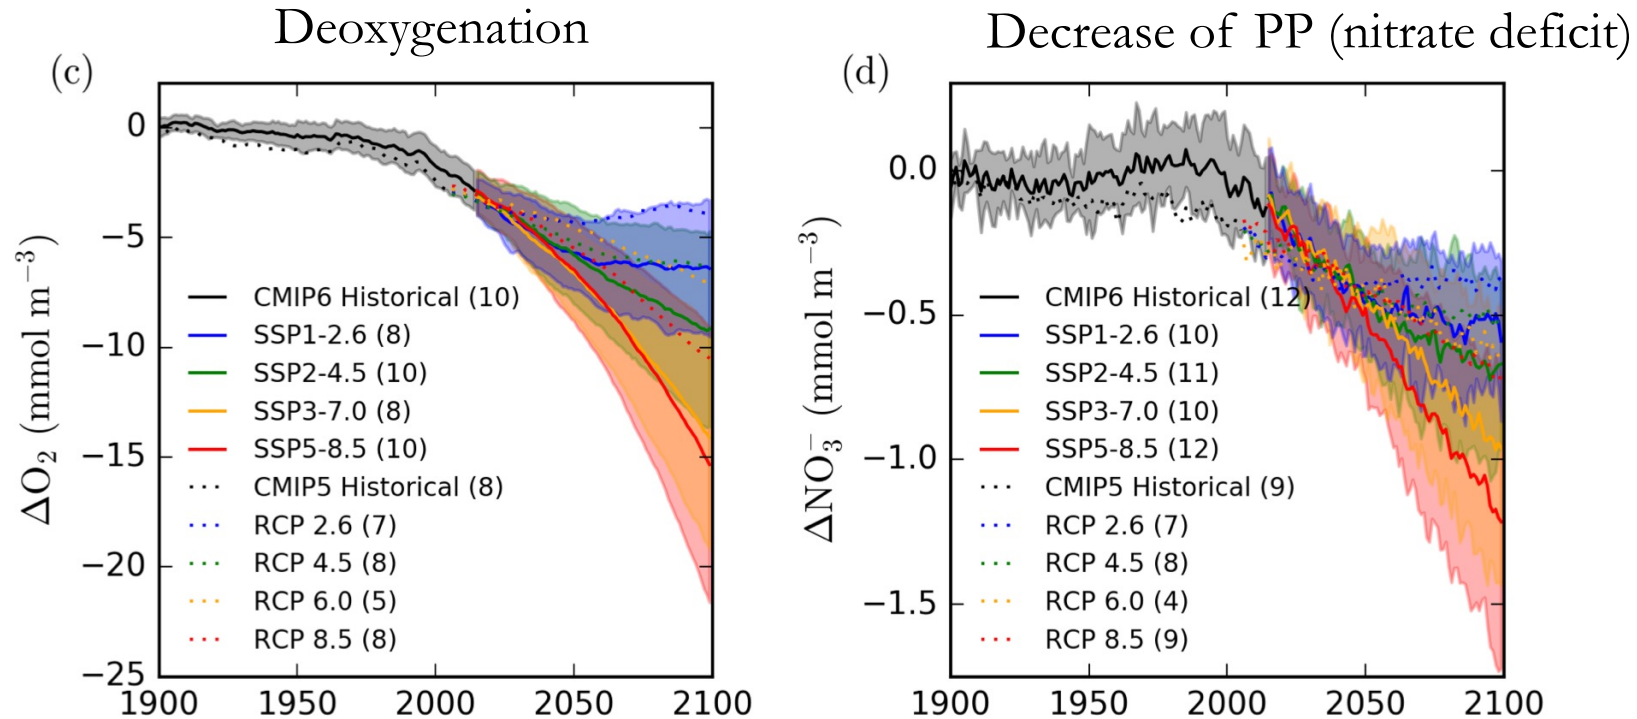 Deoxygenation
(c)
ΔO₂ (mmol m⁻³)
0
−5
−10
−15
−20
−25
1900 1950 2000 2050 2100
CMIP6 Historical (10)
SSP1-2.6 (8)
SSP2-4.5 (10)
SSP3-7.0 (8)
SSP5-8.5 (10)
CMIP5 Historical (8)
RCP 2.6 (7)
RCP 4.5 (8)
RCP 6.0 (5)
RCP 8.5 (8)
Decrease of PP (nitrate deficit)
(d)
ΔNO₃⁻ (mmol m⁻³)
0.0
−0.5
−1.0
−1.5
1900 1950 2000 2050 2100
CMIP6 Historical (12)
SSP1-2.6 (10)
SSP2-4.5 (11)
SSP3-7.0 (10)
SSP5-8.5 (12)
CMIP5 Historical (9)
RCP 2.6 (7)
RCP 4.5 (8)
RCP 6.0 (4)
RCP 8.5 (9)